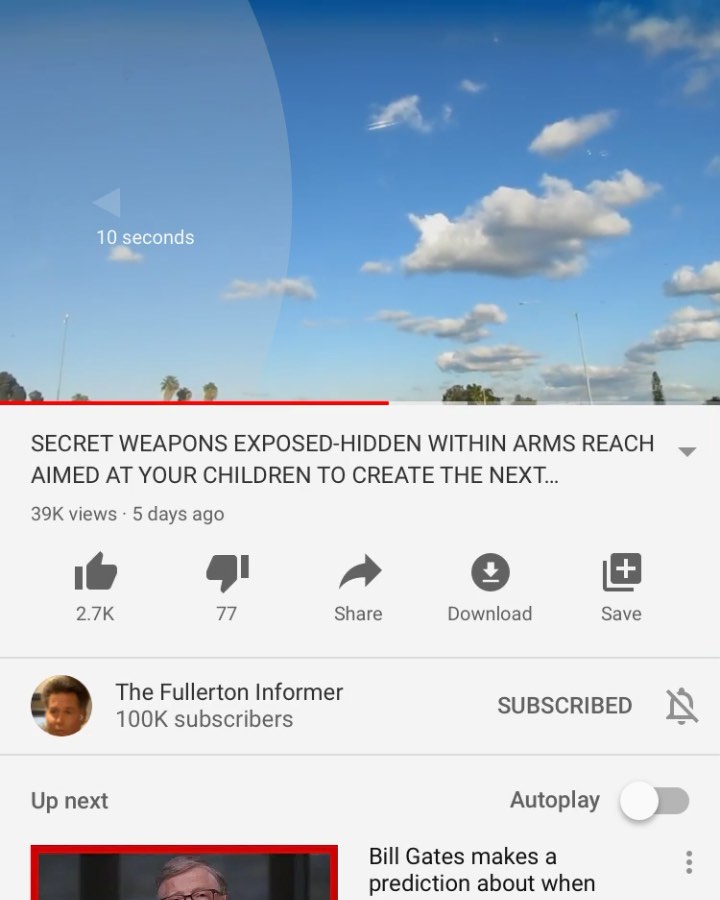 10 seconds
SECRET WEAPONS EXPOSED-HIDDEN WITHIN ARMS REACH
AIMED AT YOUR CHILDREN TO CREATE THE NEXT...
39K views · 5 days ago
2.7K
77
Share
Download
Save
The Fullerton Informer
100K subscribers
SUBSCRIBED
Up next
Autoplay
Bill Gates makes a
prediction about when